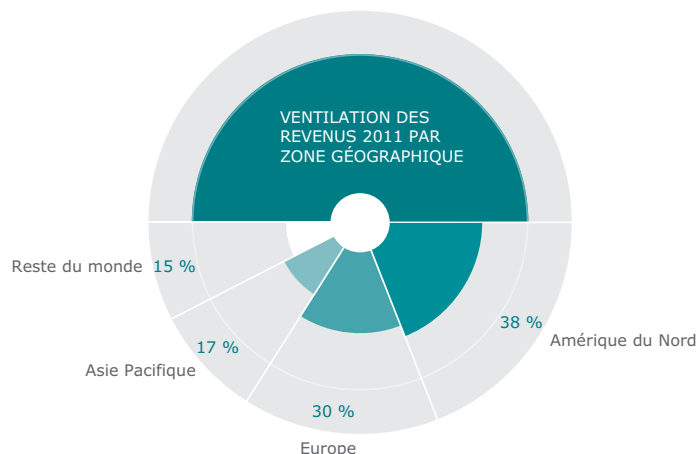 VENTILATION DES
REVENUS 2011 PAR
ZONE GÉOGRAPHIQUE
Reste du monde 15 %
17 %
Asie Pacifique
38 %
Amérique du Nord
30 %
Europe